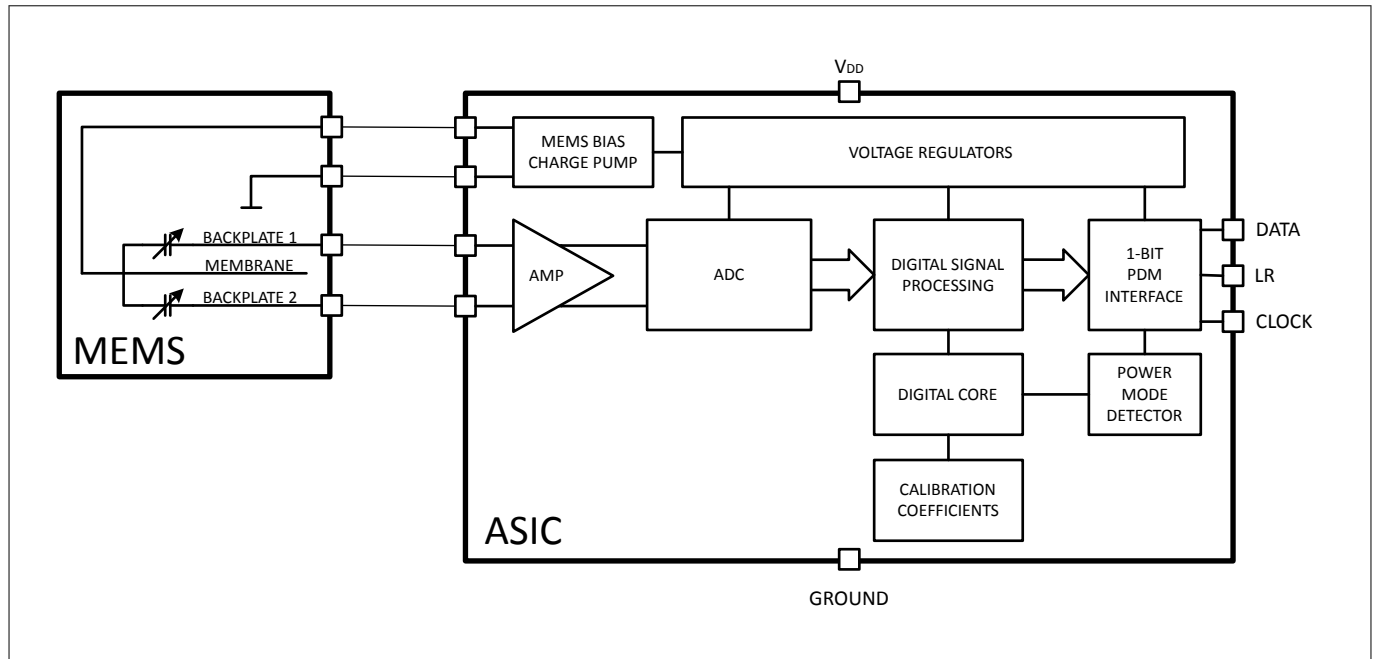 VDD
MEMS BIAS
CHARGE PUMP
VOLTAGE REGULATORS
BACKPLATE 1
MEMBRANE
BACKPLATE 2
MEMS
AMP
ADC
DIGITAL SIGNAL
PROCESSING
1-BIT
PDM
INTERFACE
DATA
LR
CLOCK
DIGITAL CORE
POWER
MODE
DETECTOR
CALIBRATION
COEFFICIENTS
ASIC
GROUND